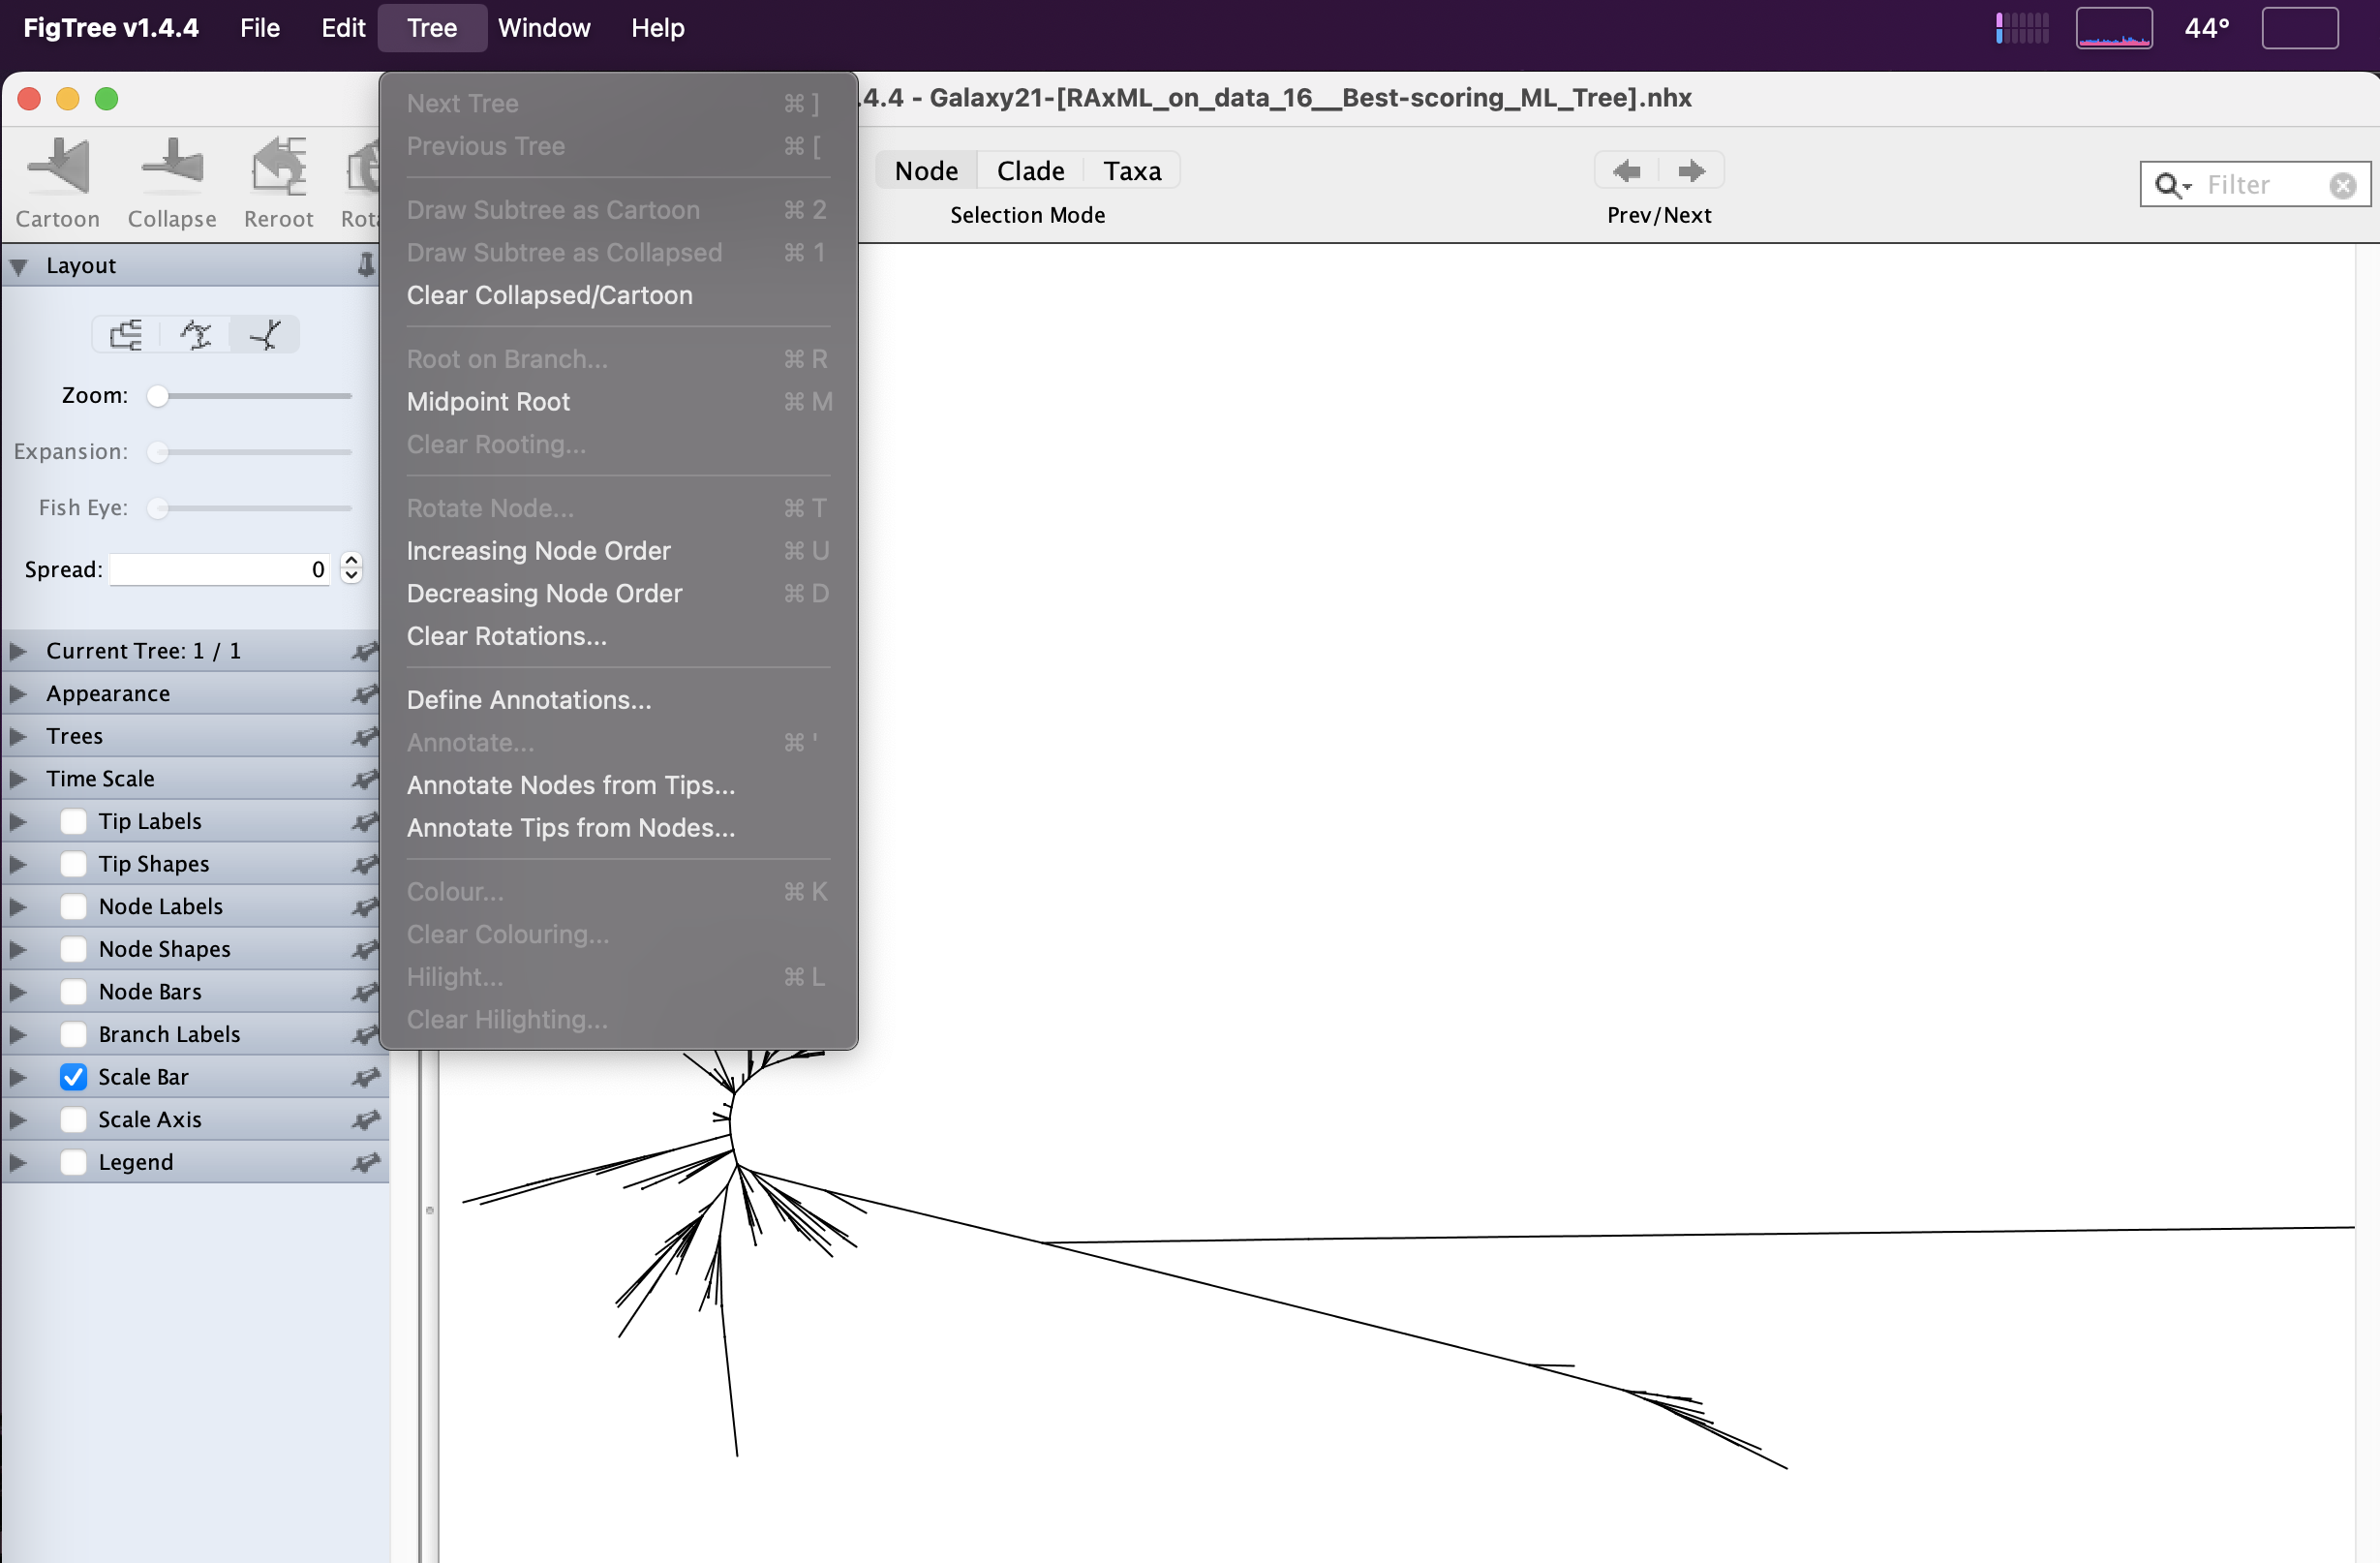 FigTree v1.4.4 File Edit Tree Window Help 44°
.4.4 - Galaxy21-[RAxML_on_data_16__Best-scoring_ML_Tree].nhx
Cartoon Collapse Reroot Rota
Node Clade Taxa
Selection Mode
Prev/Next
Filter
Next Tree ⌘ ]
Previous Tree ⌘ [
Draw Subtree as Cartoon ⌘ 2
Draw Subtree as Collapsed ⌘ 1
Clear Collapsed/Cartoon
Root on Branch... ⌘ R
Midpoint Root ⌘ M
Clear Rooting...
Rotate Node... ⌘ T
Increasing Node Order ⌘ U
Decreasing Node Order ⌘ D
Clear Rotations...
Define Annotations...
Annotate... ⌘ '
Annotate Nodes from Tips...
Annotate Tips from Nodes...
Colour... ⌘ K
Clear Colouring...
Hilight... ⌘ L
Clear Hilighting...
Layout
Zoom:
Expansion:
Fish Eye:
Spread: 0
Current Tree: 1 / 1
Appearance
Trees
Time Scale
Tip Labels
Tip Shapes
Node Labels
Node Shapes
Node Bars
Branch Labels
Scale Bar
Scale Axis
Legend